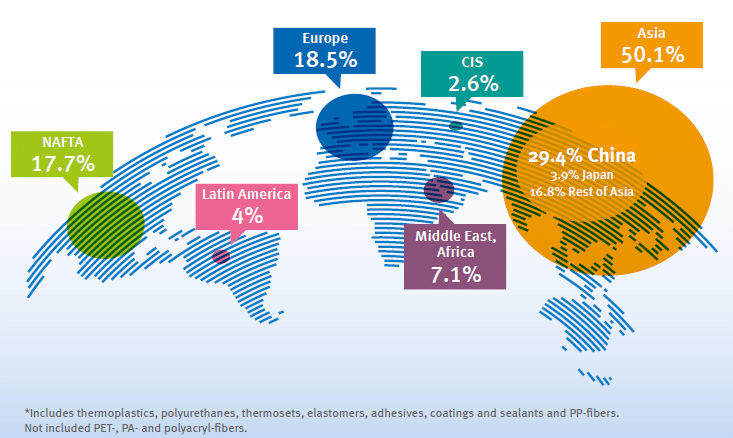 Europe
18.5%
Asia
50.1%
CIS
2.6%
NAFTA
17.7%
29.4% China
3.9% Japan
16.8% Rest of Asia
Latin America
4%
Middle East,
Africa
7.1%
*Includes thermoplastics, polyurethanes, thermosets, elastomers, adhesives, coatings and sealants and PP-fibers.
Not included PET-, PA- and polyacryl-fibers.